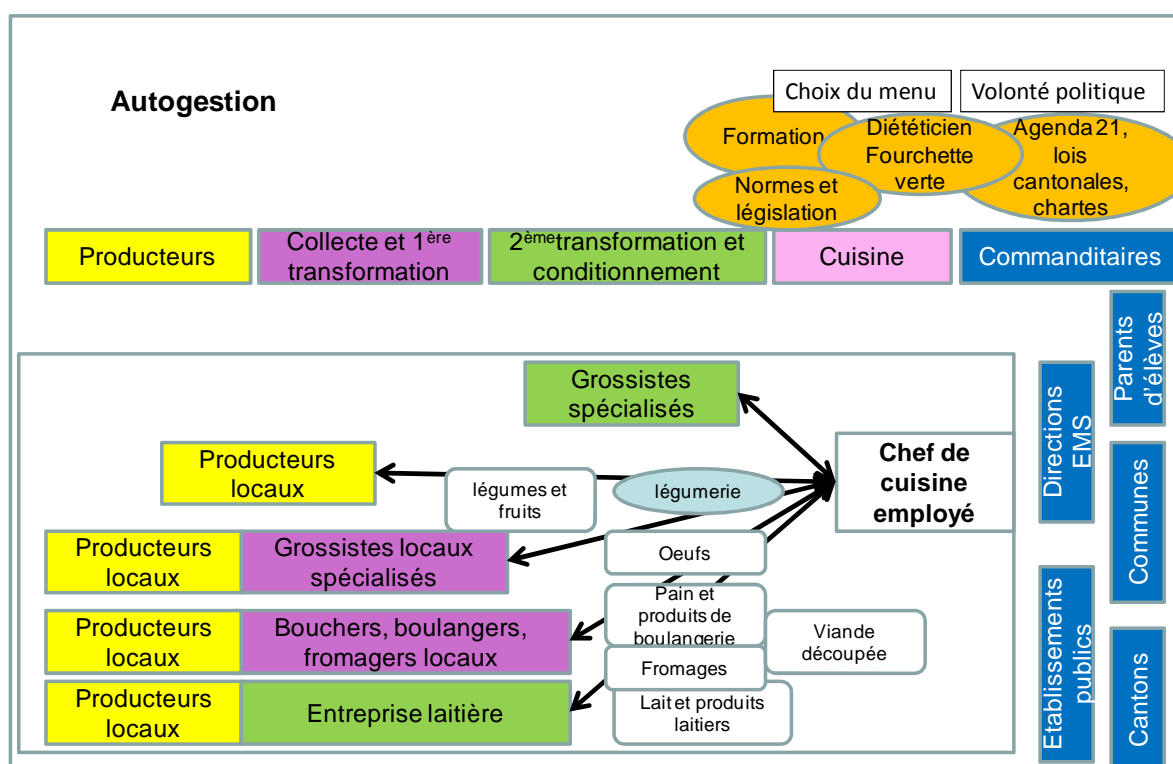 Autogestion
Choix du menu
Volonté politique
Formation
Diététicien
Fourchette
verte
Agenda 21,
lois
cantonales,
chartes
Normes et
législation
Producteurs
Collecte et 1ère
transformation
2èmetransformation et
conditionnement
Cuisine
Commanditaires
Parents
d'élèves
Directions
EMS
Grossistes
spécialisés
Chef de
cuisine
employé
Producteurs
locaux
légumes et
fruits
légumerie
Communes
Producteurs
locaux
Grossistes locaux
spécialisés
Oeufs
Pain et
produits de
boulangerie
Producteurs
locaux
Bouchers, boulangers,
fromagers locaux
Viande
découpée
Fromages
Producteurs
locaux
Entreprise laitière
Lait et produits
laitiers
Etablissements
publics
Cantons